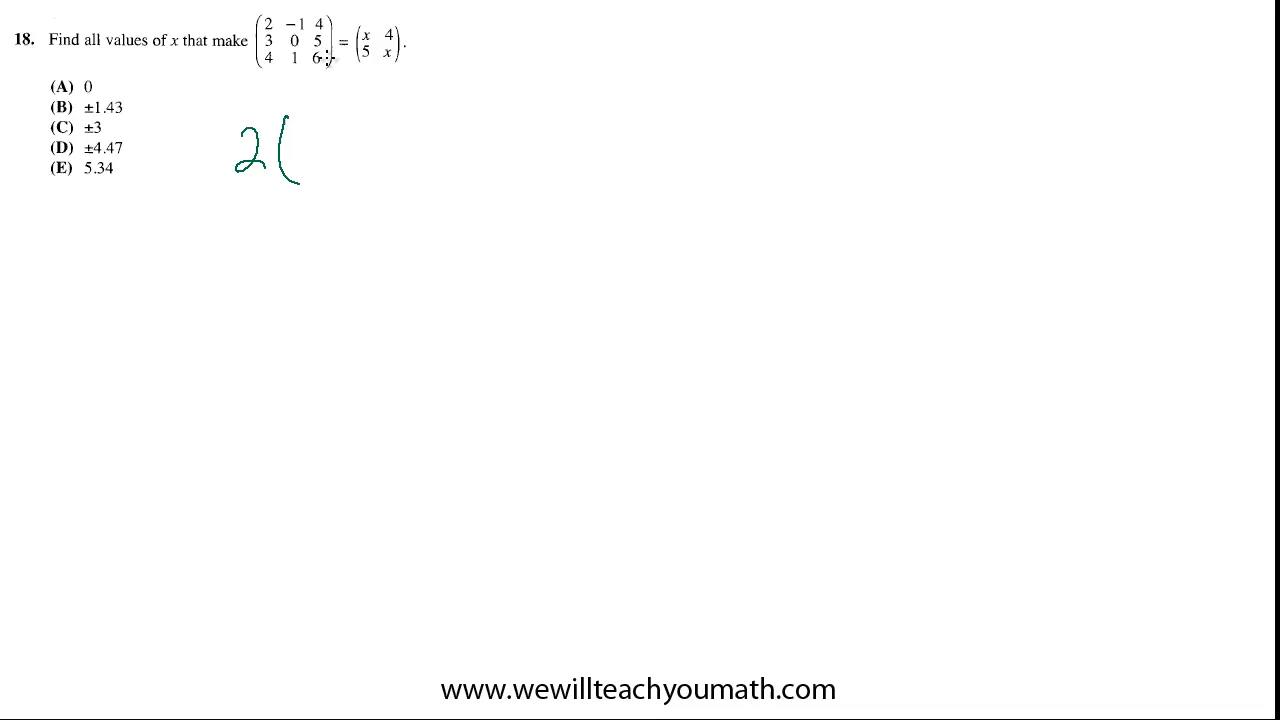 18. Find all values of x that make (2 −1 4
3 0 5
4 1 6) = (x 4
5 x).
(A) 0
(B) ±1.43
(C) ±3
(D) ±4.47
(E) 5.34
2(
www.wewillteachyoumath.com